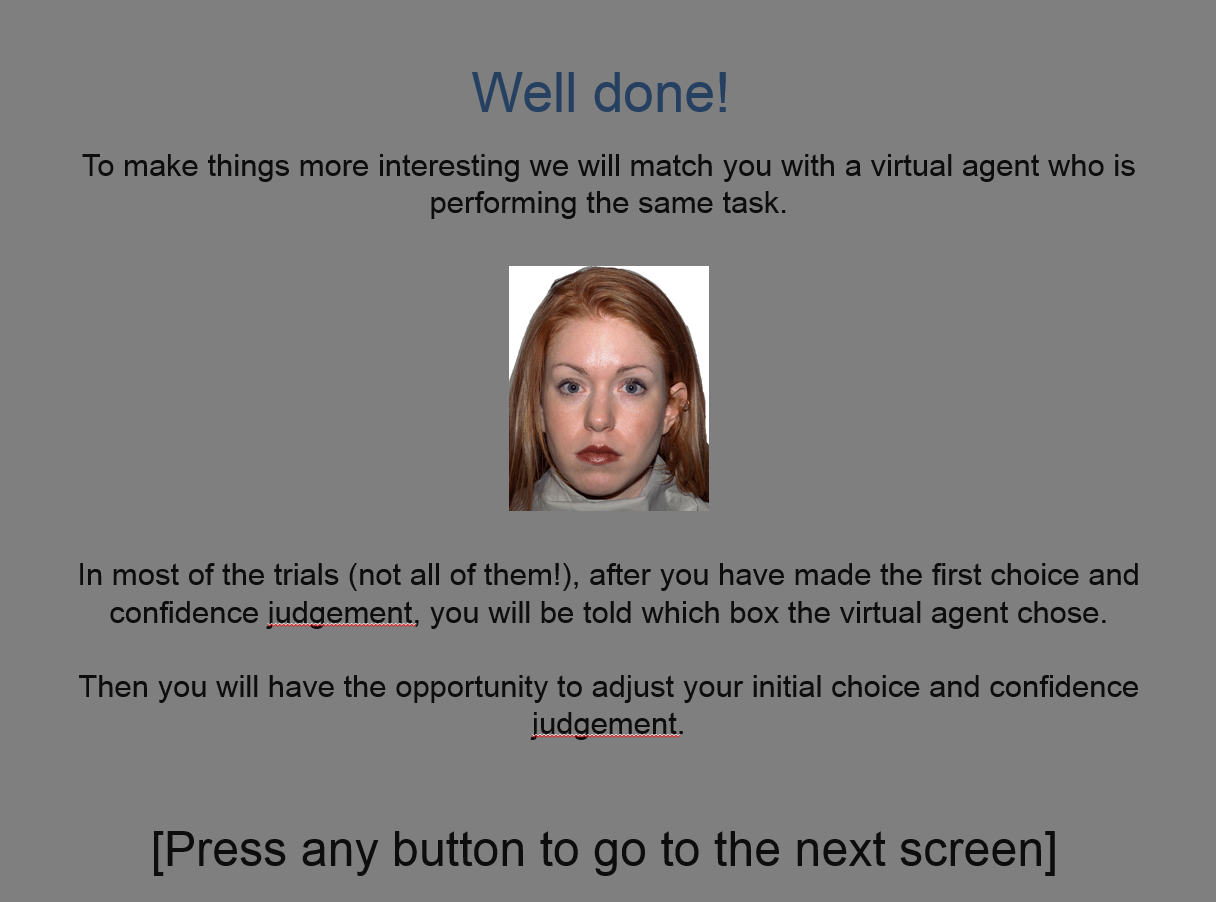 Well done!
To make things more interesting we will match you with a virtual agent who is
performing the same task.
In most of the trials (not all of them!), after you have made the first choice and
confidence judgement, you will be told which box the virtual agent chose.
Then you will have the opportunity to adjust your initial choice and confidence
judgement.
[Press any button to go to the next screen]